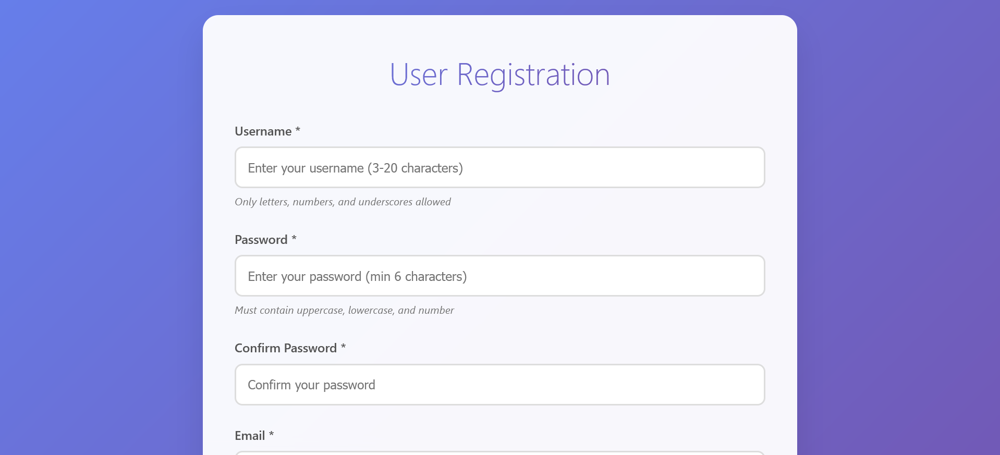 User Registration
Username *
Enter your username (3-20 characters)
Only letters, numbers, and underscores allowed
Password *
Enter your password (min 6 characters)
Must contain uppercase, lowercase, and number
Confirm Password *
Confirm your password
Email *